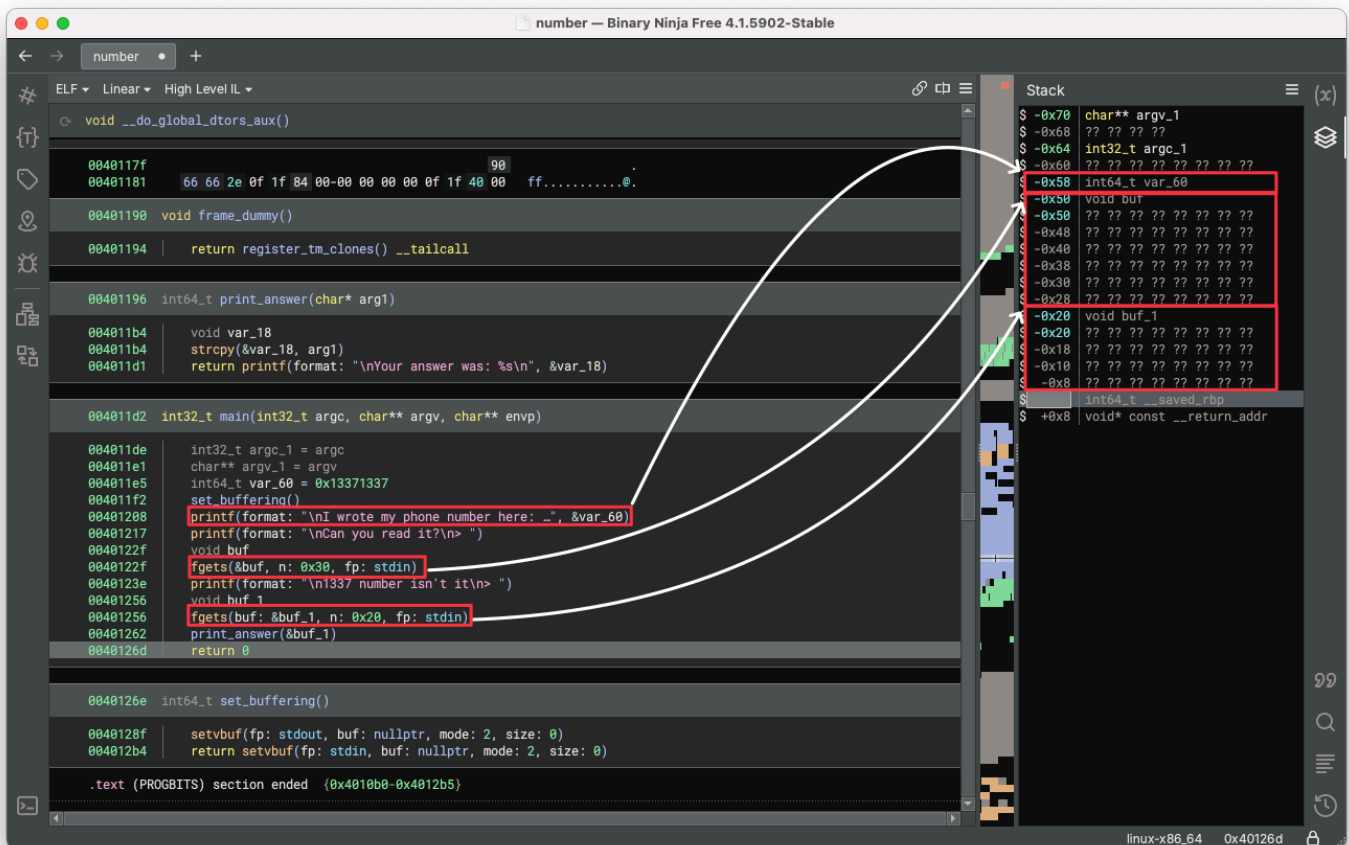 number — Binary Ninja Free 4.1.5902-Stable
number
ELF Linear High Level IL
void __do_global_dtors_aux()
0040117f 90 .
00401181 66 66 2e 0f 1f 84 00-00 00 00 00 0f 1f 40 00 ff...........@.
00401190 void frame_dummy()
00401194 return register_tm_clones() __tailcall
00401196 int64_t print_answer(char* arg1)
004011b4 void var_18
004011b4 strcpy(&var_18, arg1)
004011d1 return printf(format: "\nYour answer was: %s\n", &var_18)
004011d2 int32_t main(int32_t argc, char** argv, char** envp)
004011de int32_t argc_1 = argc
004011e1 char** argv_1 = argv
004011e5 int64_t var_60 = 0x13371337
004011f2 set_buffering()
00401208 printf(format: "\nI wrote my phone number here: …", &var_60)
00401217 printf(format: "\nCan you read it?\n> ")
0040122f void buf
0040122f fgets(&buf, n: 0x30, fp: stdin)
0040123e printf(format: "\n1337 number isn't it\n> ")
00401256 void buf_1
00401256 fgets(buf: &buf_1, n: 0x20, fp: stdin)
00401262 print_answer(&buf_1)
0040126d return 0
0040126e int64_t set_buffering()
0040128f setvbuf(fp: stdout, buf: nullptr, mode: 2, size: 0)
004012b4 return setvbuf(fp: stdin, buf: nullptr, mode: 2, size: 0)
.text (PROGBITS) section ended {0x4010b0-0x4012b5}
Stack
$ -0x70 char** argv_1
$ -0x68 ?? ?? ?? ??
$ -0x64 int32_t argc_1
$ -0x60 ?? ?? ?? ?? ?? ?? ?? ??
$ -0x58 int64_t var_60
$ -0x50 void buf
$ -0x50 ?? ?? ?? ?? ?? ?? ?? ??
$ -0x48 ?? ?? ?? ?? ?? ?? ?? ??
$ -0x40 ?? ?? ?? ?? ?? ?? ?? ??
$ -0x38 ?? ?? ?? ?? ?? ?? ?? ??
$ -0x30 ?? ?? ?? ?? ?? ?? ?? ??
$ -0x28 ?? ?? ?? ?? ?? ?? ?? ??
$ -0x20 void buf_1
$ -0x20 ?? ?? ?? ?? ?? ?? ?? ??
$ -0x18 ?? ?? ?? ?? ?? ?? ?? ??
$ -0x10 ?? ?? ?? ?? ?? ?? ?? ??
$ -0x8 ?? ?? ?? ?? ?? ?? ?? ??
$ int64_t __saved_rbp
$ +0x8 void* const __return_addr
linux-x86_64 0x40126d